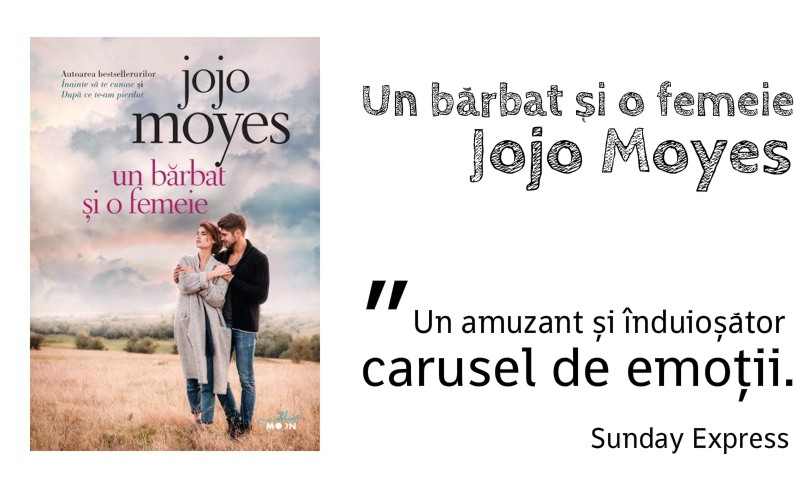 Autoarea bestsellerurilor
Înainte să te cunosc și
După ce te-am pierdut
jojo
moyes
un bărbat
și o femeie
MOON
Un bărbat și o femeie
Jojo Moyes
" Un amuzant și înduioșător
carusel de emoții.
Sunday Express